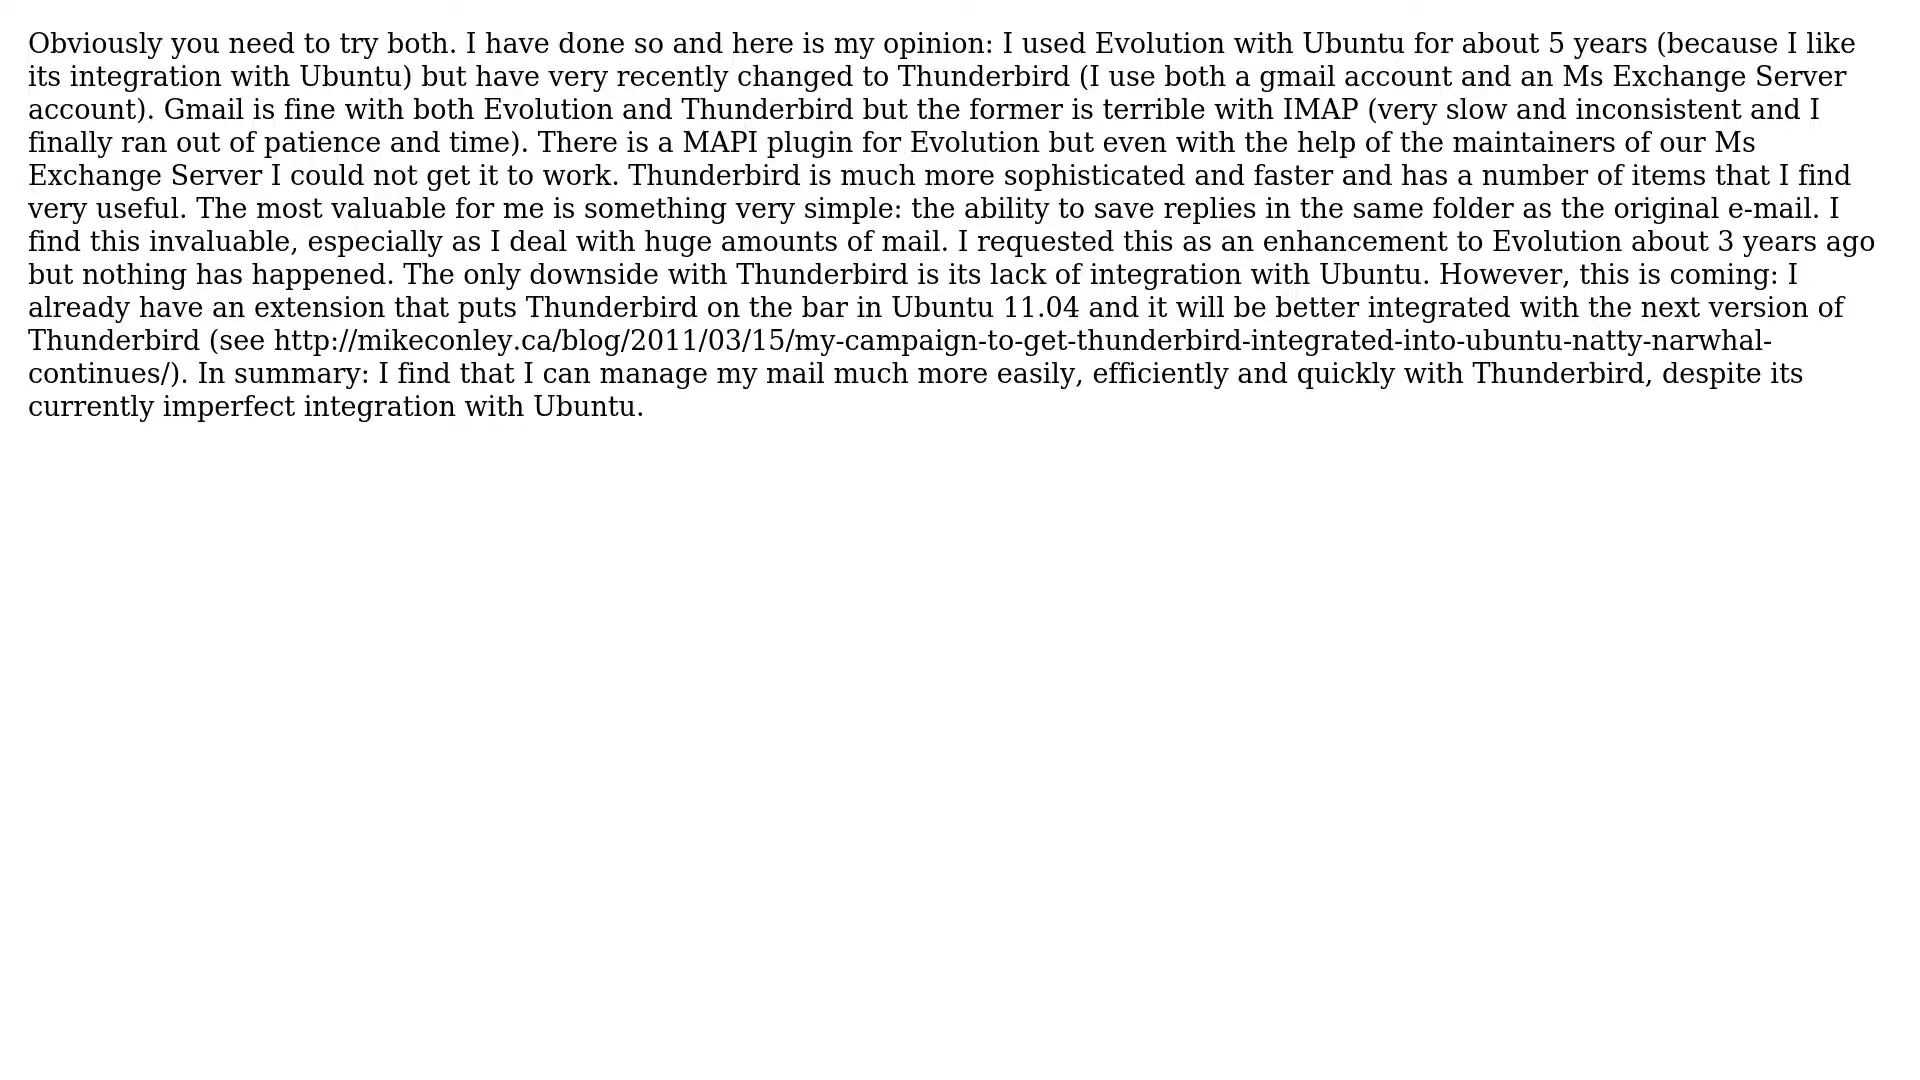 Obviously you need to try both. I have done so and here is my opinion: I used Evolution with Ubuntu for about 5 years (because I like
its integration with Ubuntu) but have very recently changed to Thunderbird (I use both a gmail account and an Ms Exchange Server
account). Gmail is fine with both Evolution and Thunderbird but the former is terrible with IMAP (very slow and inconsistent and I
finally ran out of patience and time). There is a MAPI plugin for Evolution but even with the help of the maintainers of our Ms
Exchange Server I could not get it to work. Thunderbird is much more sophisticated and faster and has a number of items that I find
very useful. The most valuable for me is something very simple: the ability to save replies in the same folder as the original e-mail. I
find this invaluable, especially as I deal with huge amounts of mail. I requested this as an enhancement to Evolution about 3 years ago
but nothing has happened. The only downside with Thunderbird is its lack of integration with Ubuntu. However, this is coming: I
already have an extension that puts Thunderbird on the bar in Ubuntu 11.04 and it will be better integrated with the next version of
Thunderbird (see http://mikeconley.ca/blog/2011/03/15/my-campaign-to-get-thunderbird-integrated-into-ubuntu-natty-narwhal-
continues/). In summary: I find that I can manage my mail much more easily, efficiently and quickly with Thunderbird, despite its
currently imperfect integration with Ubuntu.